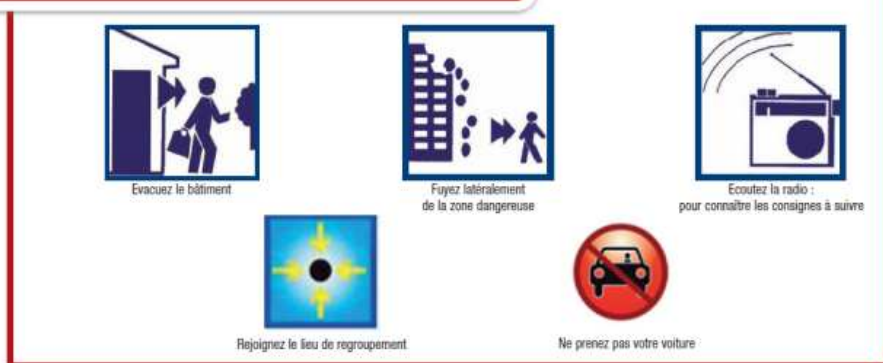 Evacuez le bâtiment
Fuyez latéralement
de la zone dangereuse
Ecoutez la radio :
pour connaître les consignes à suivre
Rejoignez le lieu de regroupement
Ne prenez pas votre voiture